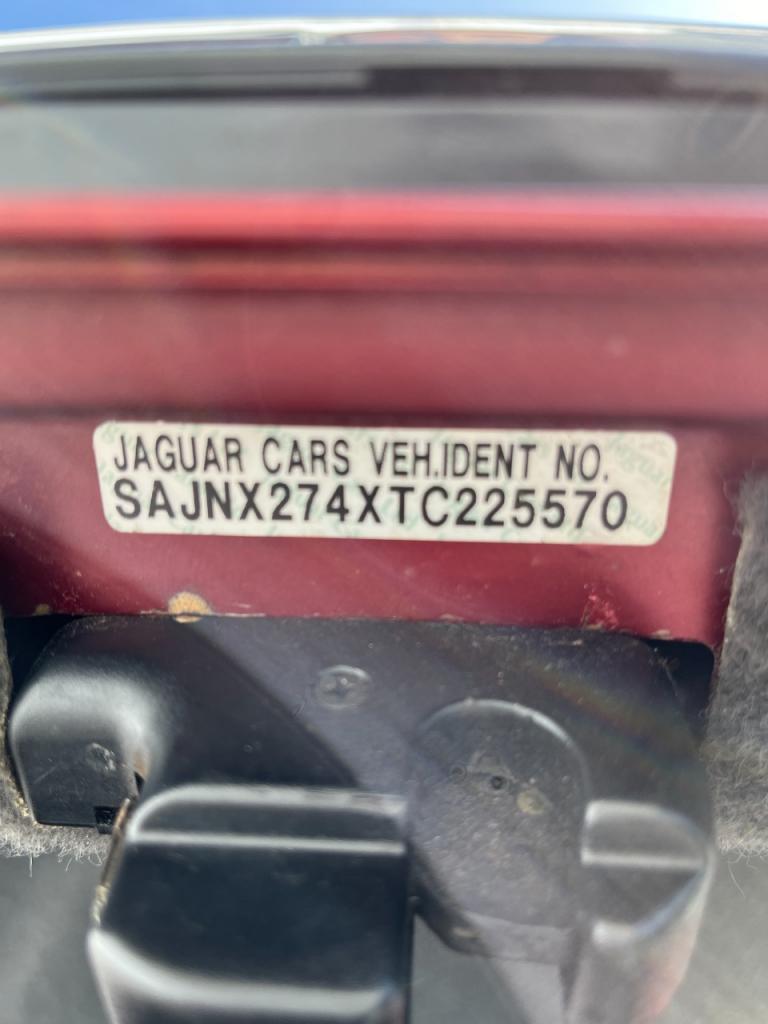 JAGUAR CARS VEH.IDENT NO.
SAJNX274XTC225570